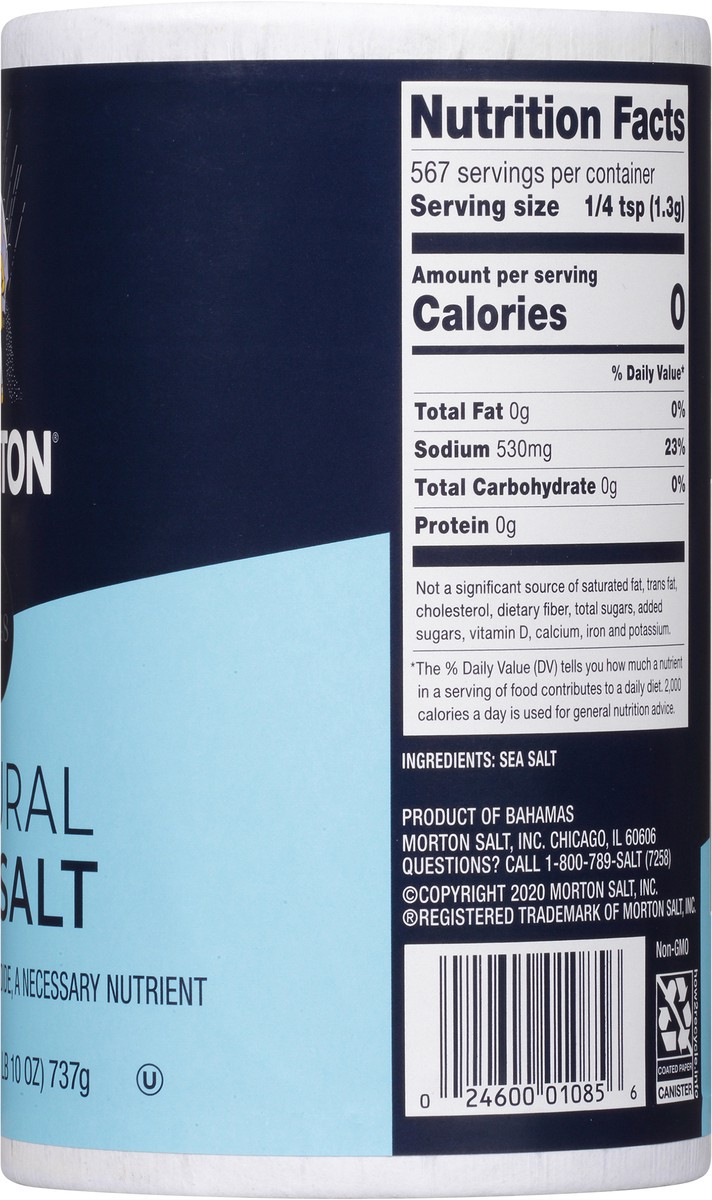 TON®
S
RAL
SALT
IDE, A NECESSARY NUTRIENT
LB 10 OZ) 737g
U
Nutrition Facts
567 servings per container
Serving size 1/4 tsp (1.3g)
Amount per serving
Calories 0
% Daily Value*
Total Fat 0g 0%
Sodium 530mg 23%
Total Carbohydrate 0g 0%
Protein 0g
Not a significant source of saturated fat, trans fat,
cholesterol, dietary fiber, total sugars, added
sugars, vitamin D, calcium, iron and potassium.
*The % Daily Value (DV) tells you how much a nutrient
in a serving of food contributes to a daily diet. 2,000
calories a day is used for general nutrition advice.
INGREDIENTS: SEA SALT
PRODUCT OF BAHAMAS
MORTON SALT, INC. CHICAGO, IL 60606
QUESTIONS? CALL 1-800-789-SALT (7258)
©COPYRIGHT 2020 MORTON SALT, INC.
®REGISTERED TRADEMARK OF MORTON SALT, INC.
Non-GMO
how2recycle.info
COATED PAPER
CANISTER
0 24600 01085 6